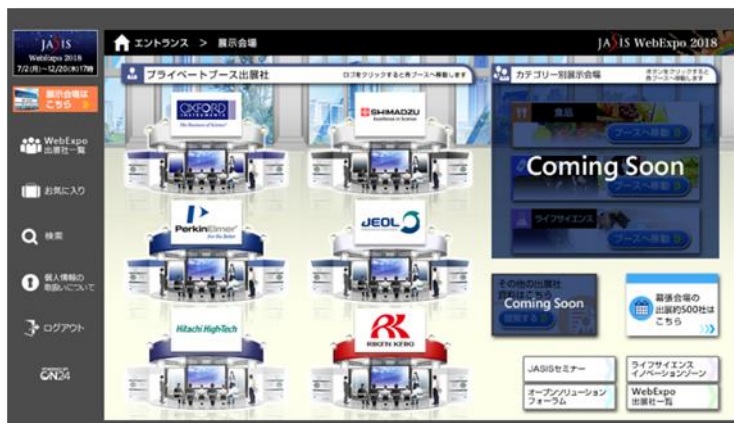 JASIS
WebExpo 2018
7/2(月)~12/20(木)17時
展示会場は
こちら
WebExpo
出展社一覧
お気に入り
検索
個人情報の
取扱いについて
ログアウト
POWERED BY
ON24
エントランス > 展示会場
JASIS WebExpo 2018
プライベートブース出展社
ロゴをクリックすると各ブースへ移動します
OXFORD
INSTRUMENTS
The Business of Science®
SHIMADZU
Excellence in Science
PerkinElmer
For the Better
JEOL
Hitachi High-Tech
RIKEN KEIKI
カテゴリー別展示会場
ボタンをクリックすると
各ブースへ移動します
食品
ブースへ移動
Coming Soon
ブースへ移動
ライフサイエンス
ブースへ移動
その他の出展社
資料はこちら
Coming Soon
幕張会場の
出展約500社は
こちら
JASISセミナー
ライフサイエンス
イノベーションゾーン
オープンソリューション
フォーラム
WebExpo
出展社一覧